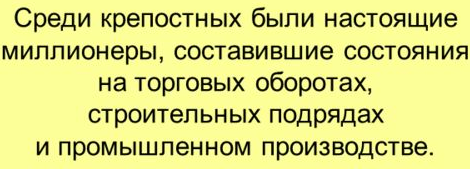 Среди крепостных были настоящие
миллионеры, составившие состояния
на торговых оборотах,
строительных подрядах
и промышленном производстве.